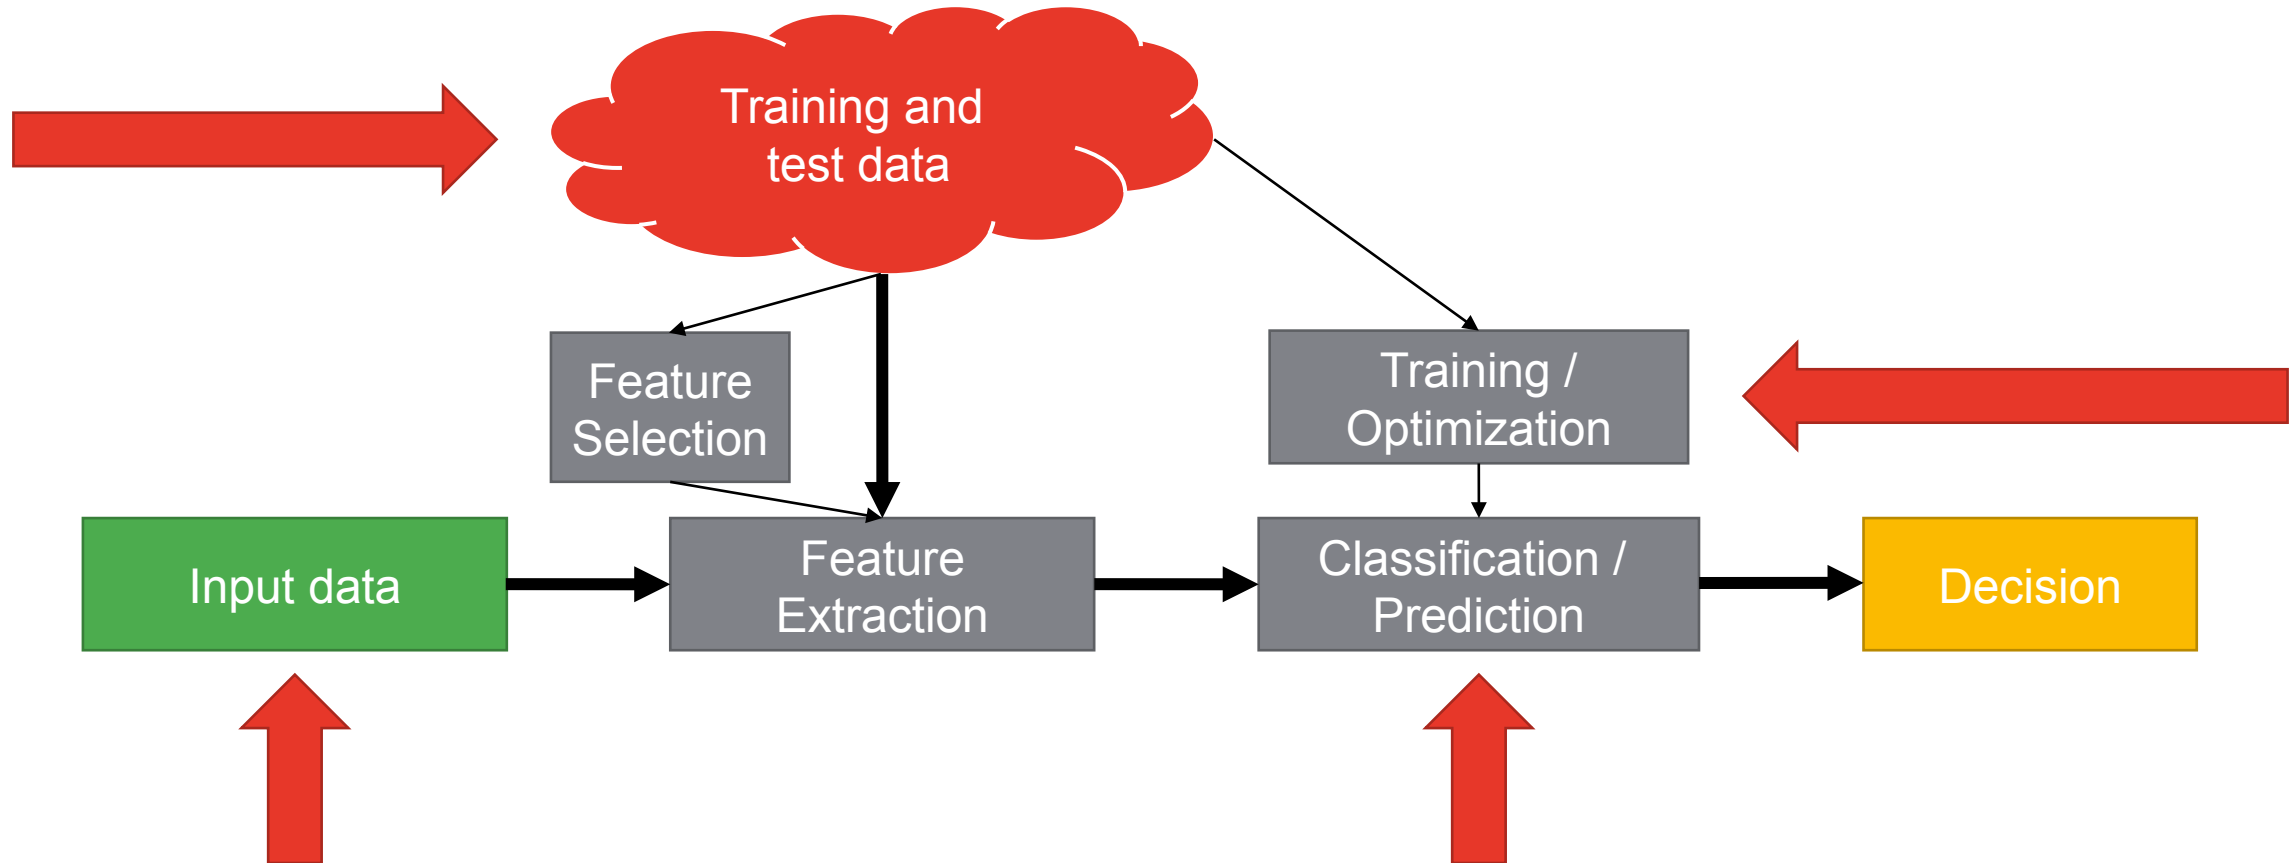 Training and
test data
Feature
Selection
Training /
Optimization
Input data
Feature
Extraction
Classification /
Prediction
Decision